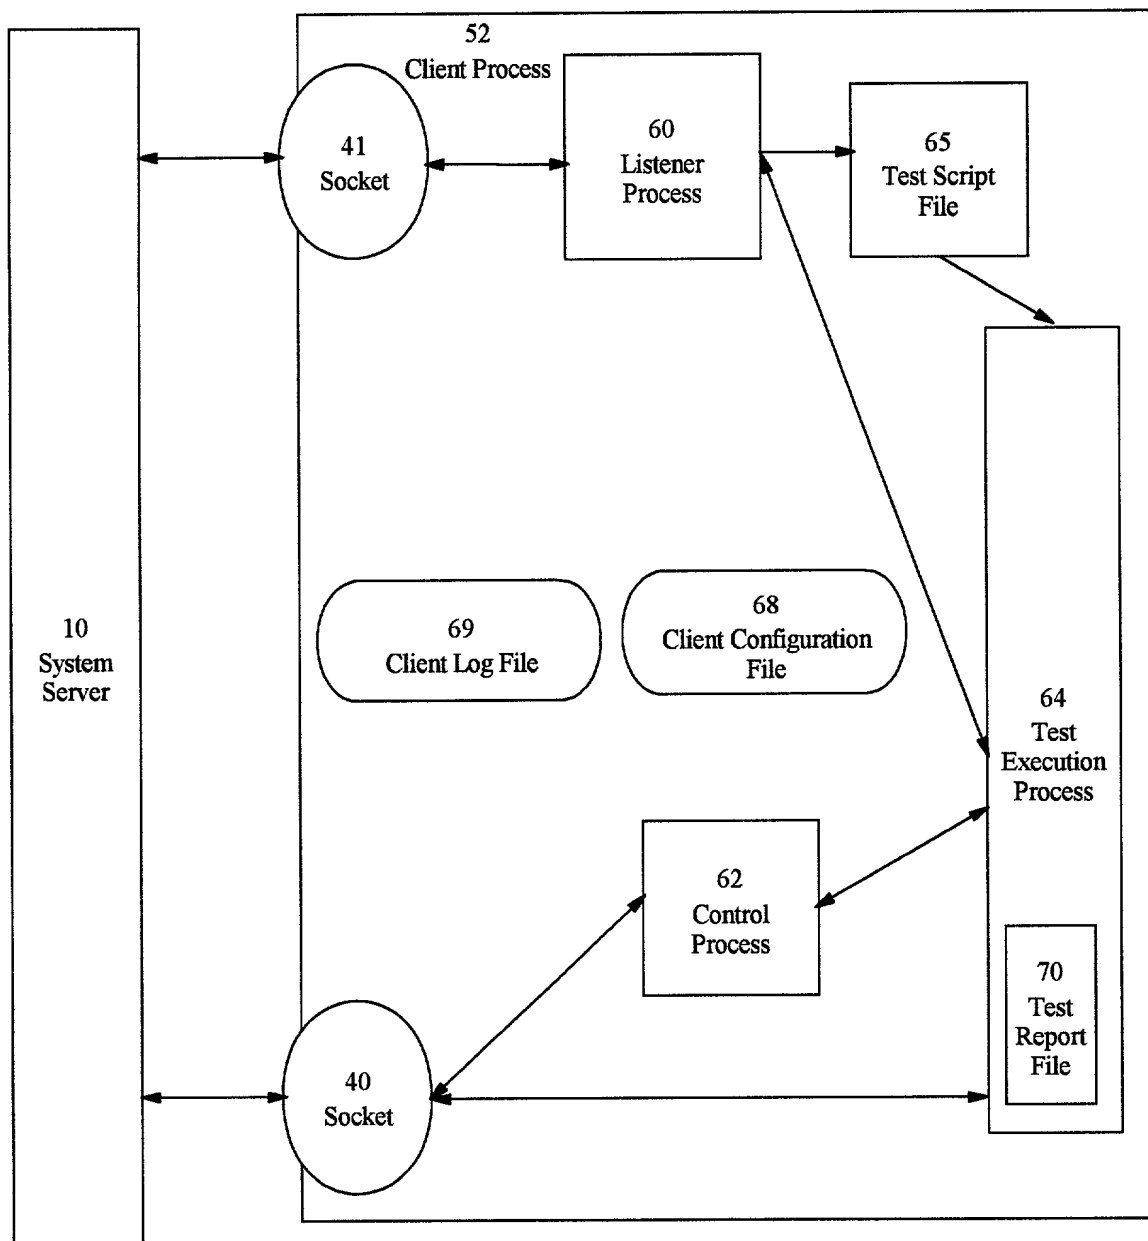 52
Client Process
41
Socket
60
Listener
Process
65
Test Script
File
10
System
Server
69
Client Log File
68
Client Configuration
File
64
Test
Execution
Process
62
Control
Process
70
Test
Report
File
40
Socket